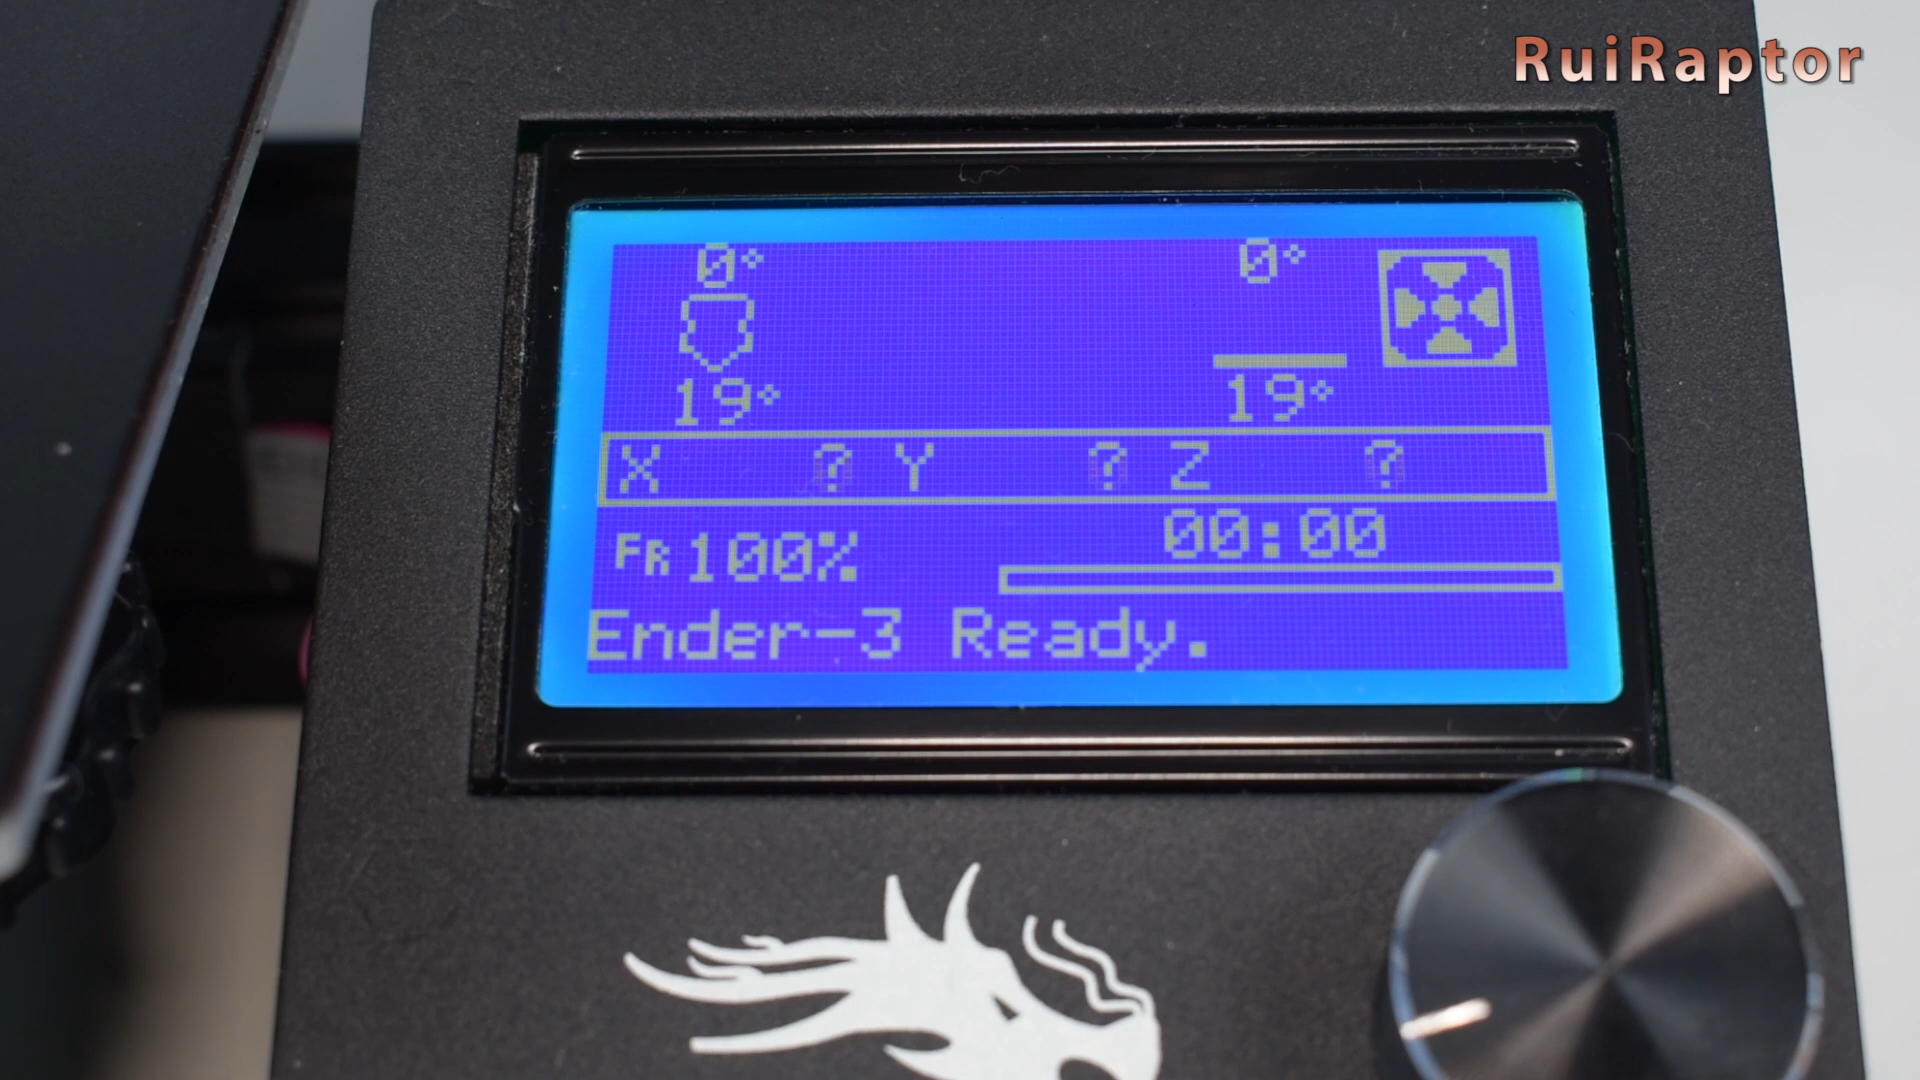 RuiRaptor
0° 0°
19° 19°
X ? Y ? Z ?
FR 100% 00:00
Ender-3 Ready.